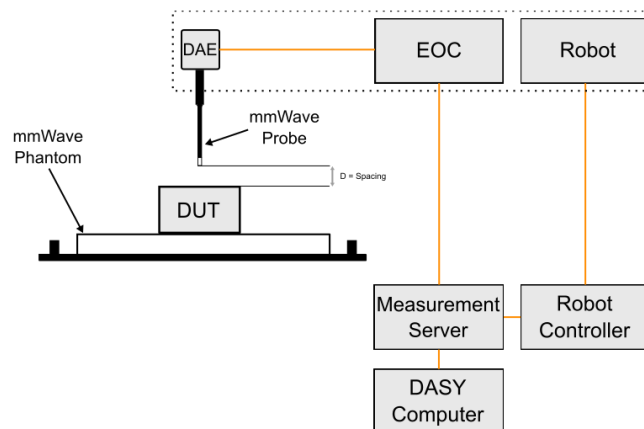 DAE
EOC
Robot
mmWave
Probe
mmWave
Phantom
D = Spacing
DUT
Measurement
Server
Robot
Controller
DASY
Computer